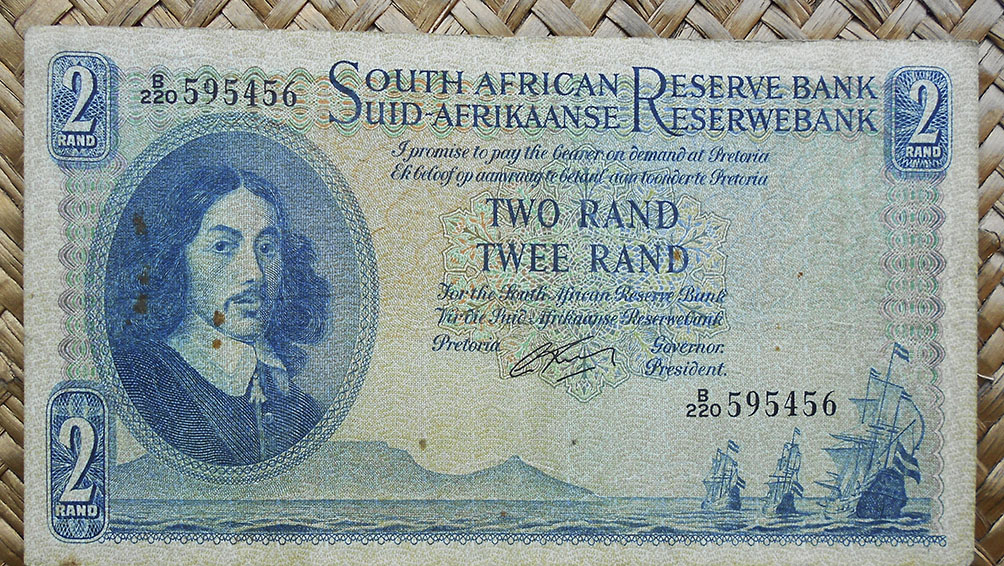 2 RAND
B/220 595456
SOUTH AFRICAN RESERVE BANK
SUID-AFRIKAANSE RESERWEBANK
2 RAND
I promise to pay the bearer on demand at Pretoria
Ek beloof op aanvrag te betaal aan toonder te Pretoria
TWO RAND
TWEE RAND
For the South African Reserve Bank
Vir die Suid-Afrikaanse Reserwebank
Pretoria
Governor.
President.
B/220 595456
2 RAND